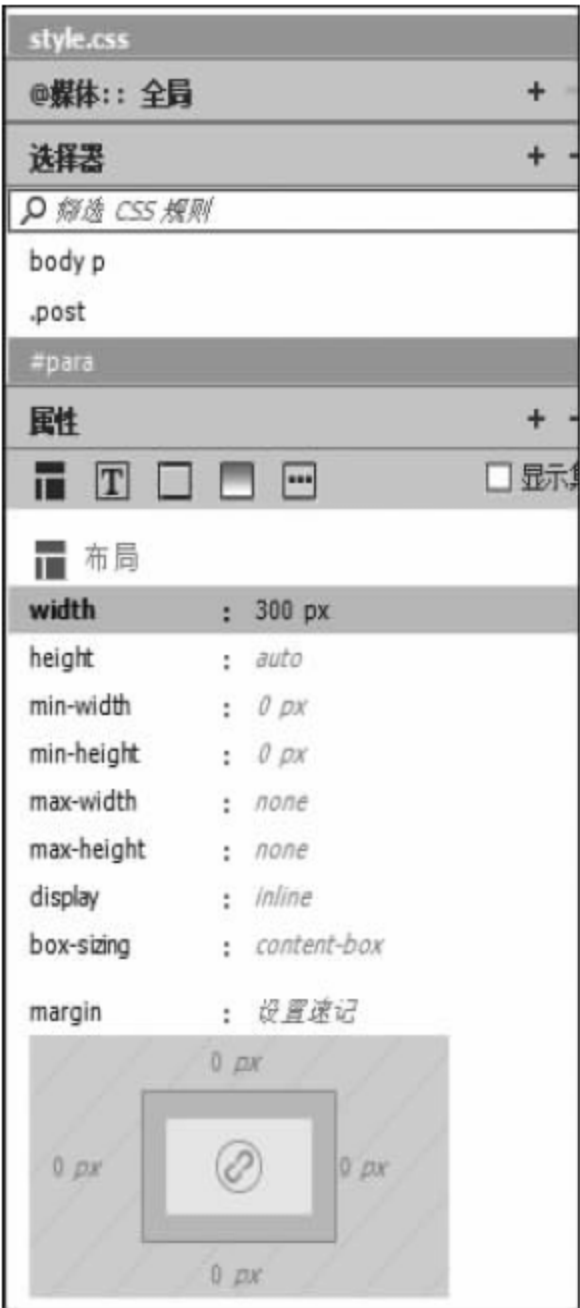 style.css
@媒体:: 全局 +
选择器 + -
筛选 CSS 规则
body p
.post
#para
属性 + -
T 显示
布局
width : 300 px
height : auto
min-width : 0 px
min-height : 0 px
max-width : none
max-height : none
display : inline
box-sizing : content-box
margin : 设置速记
0 px
0 px 0 px
0 px